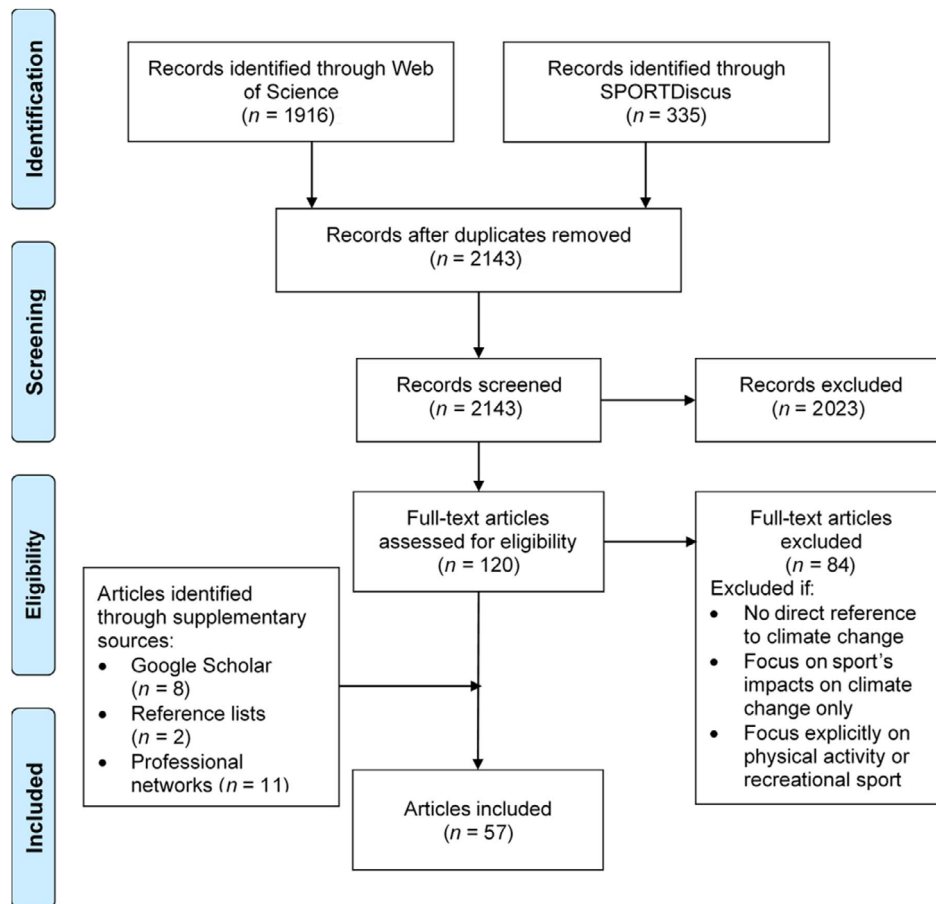 Identification
Records identified through Web
of Science
(n = 1916)
Records identified through
SPORTDiscus
(n = 335)
Records after duplicates removed
(n = 2143)
Screening
Records screened
(n = 2143)
Records excluded
(n = 2023)
Eligibility
Full-text articles
assessed for eligibility
(n = 120)
Full-text articles
excluded
(n = 84)
Excluded if:
• No direct reference
to climate change
• Focus on sport's
impacts on climate
change only
• Focus explicitly on
physical activity or
recreational sport
Articles identified
through supplementary
sources:
• Google Scholar
(n = 8)
• Reference lists
(n = 2)
• Professional
networks (n = 11)
Included
Articles included
(n = 57)